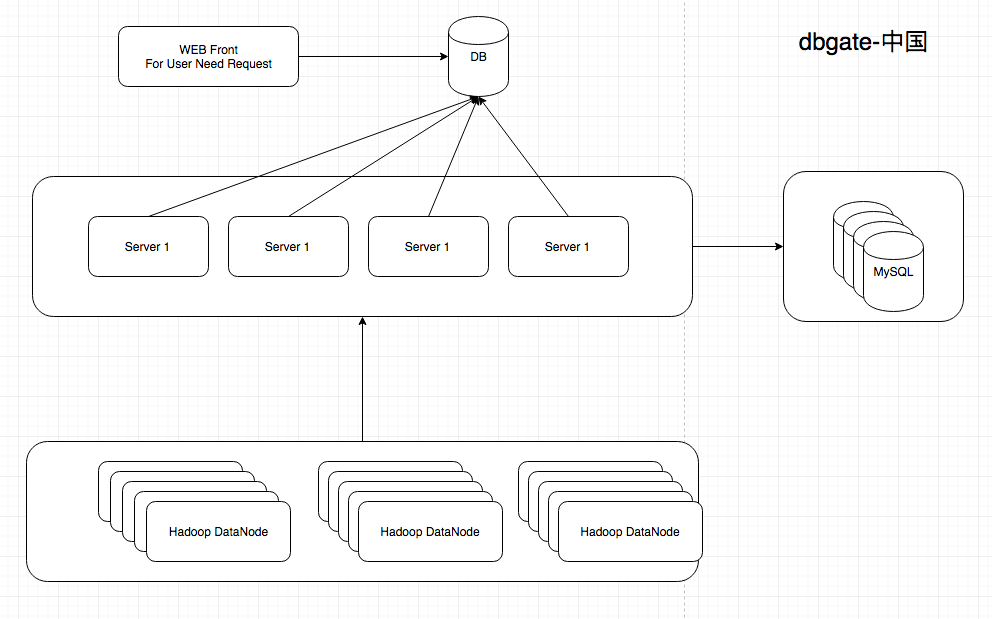 WEB Front
For User Need Request
DB
dbgate-中国
Server 1
Server 1
Server 1
Server 1
MySQL
Hadoop DataNode
Hadoop DataNode
Hadoop DataNode